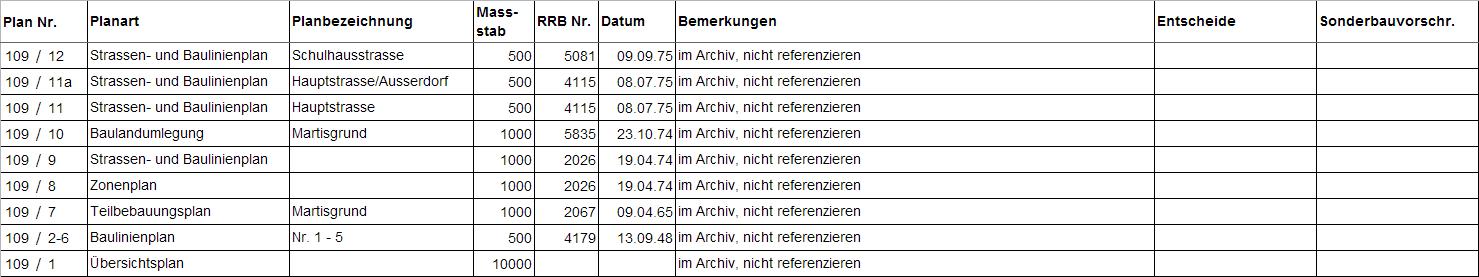 Plan Nr. Planart Planbezeichnung Mass-stab RRB Nr. Datum Bemerkungen Entscheide Sonderbauvorschr.
109 / 12 Strassen- und Baulinienplan Schulhausstrasse 500 5081 09.09.75 im Archiv, nicht referenzieren
109 / 11a Strassen- und Baulinienplan Hauptstrasse/Ausserdorf 500 4115 08.07.75 im Archiv, nicht referenzieren
109 / 11 Strassen- und Baulinienplan Hauptstrasse 500 4115 08.07.75 im Archiv, nicht referenzieren
109 / 10 Baulandumlegung Martisgrund 1000 5835 23.10.74 im Archiv, nicht referenzieren
109 / 9 Strassen- und Baulinienplan 1000 2026 19.04.74 im Archiv, nicht referenzieren
109 / 8 Zonenplan 1000 2026 19.04.74 im Archiv, nicht referenzieren
109 / 7 Teilbebauungsplan Martisgrund 1000 2067 09.04.65 im Archiv, nicht referenzieren
109 / 2-6 Baulinienplan Nr. 1 - 5 500 4179 13.09.48 im Archiv, nicht referenzieren
109 / 1 Übersichtsplan 10000 im Archiv, nicht referenzieren